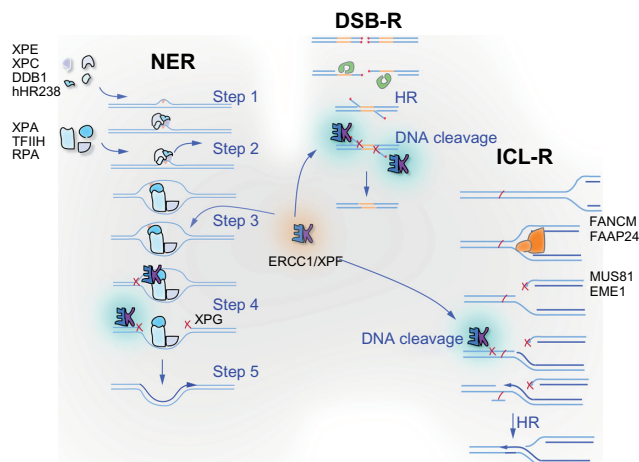 DSB-R
NER
XPE
XPC
DDB1
hHR238
Step 1
XPA
TFIIH
RPA
Step 2
HR
DNA cleavage
ICL-R
Step 3
ERCC1/XPF
FANCM
FAAP24
MUS81
EME1
Step 4
XPG
DNA cleavage
Step 5
HR